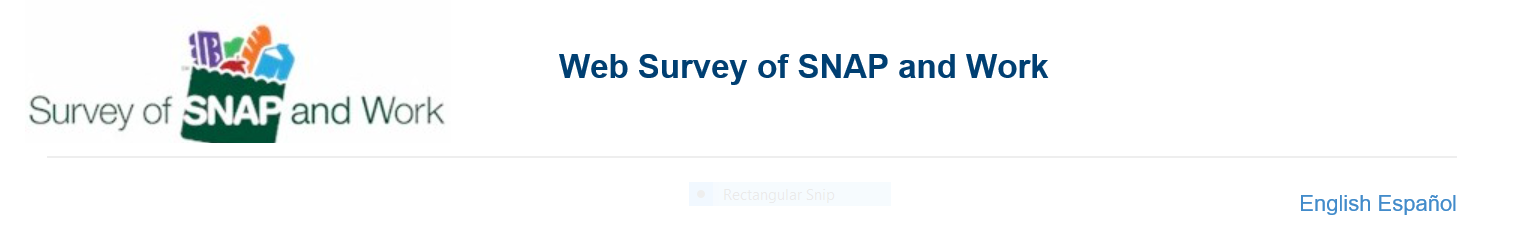 Web Survey of SNAP and Work
Survey of SNAP and Work
Rectangular Snip
English Español